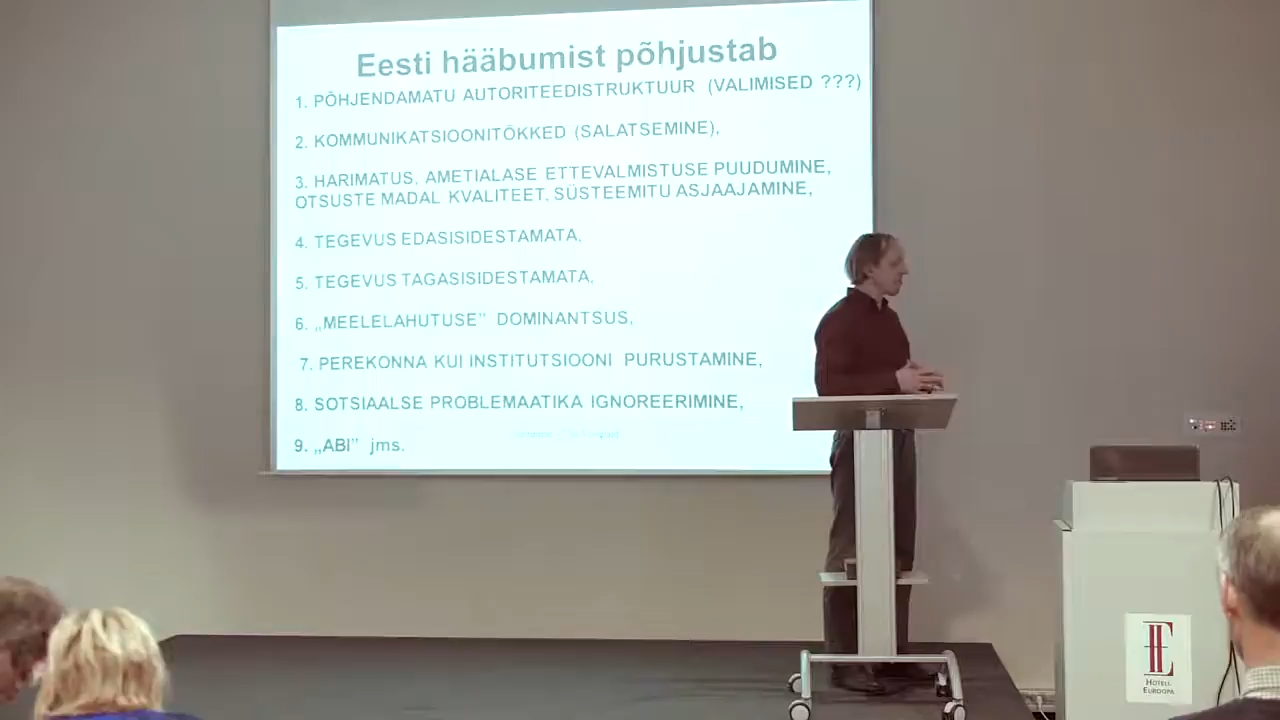 Eesti hääbumist põhjustab
1. PÕHJENDAMATU AUTORITEEDISTRUKTUUR (VALIMISED ???)
2. KOMMUNIKATSIOONITÕKKED (SALATSEMINE),
3. HARIMATUS, AMETIALASE ETTEVALMISTUSE PUUDUMINE,
OTSUSTE MADAL KVALITEET, SÜSTEEMITU ASJAAJAMINE,
4. TEGEVUS EDASISIDESTAMATA,
5. TEGEVUS TAGASISIDESTAMATA,
6. „MEELELAHUTUSE” DOMINANTSUS,
7. PEREKONNA KUI INSTITUTSIOONI PURUSTAMINE,
8. SOTSIAALSE PROBLEMAATIKA IGNOREERIMINE,
9. „ABI” jms.
HOTELL
EUROOPA